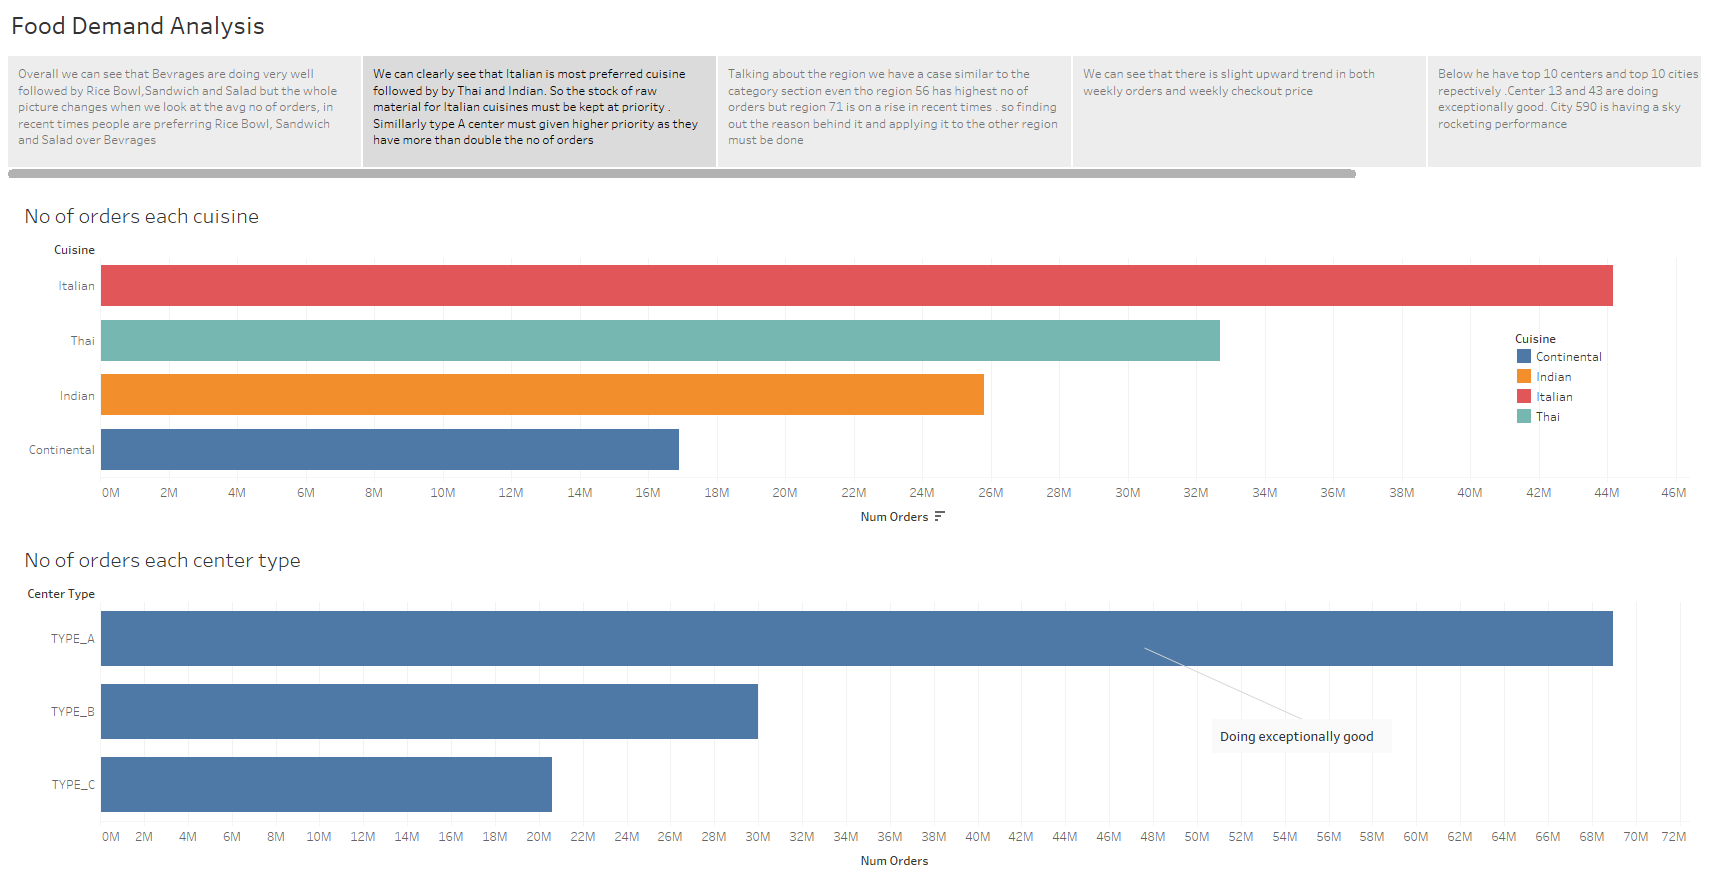 Food Demand Analysis
Overall we can see that Bevrages are doing very well
followed by Rice Bowl,Sandwich and Salad but the whole
picture changes when we look at the avg no of orders, in
recent times people are preferring Rice Bowl, Sandwich
and Salad over Bevrages
We can clearly see that Italian is most preferred cuisine
followed by by Thai and Indian. So the stock of raw
material for Italian cuisines must be kept at priority .
Simillarly type A center must given higher priority as they
have more than double the no of orders
Talking about the region we have a case similar to the
category section even tho region 56 has highest no of
orders but region 71 is on a rise in recent times . so finding
out the reason behind it and applying it to the other region
must be done
We can see that there is slight upward trend in both
weekly orders and weekly checkout price
Below he have top 10 centers and top 10 cities
repectively .Center 13 and 43 are doing
exceptionally good. City 590 is having a sky
rocketing performance
No of orders each cuisine
Cuisine
Italian
Thai
Indian
Continental
0M 2M 4M 6M 8M 10M 12M 14M 16M 18M 20M 22M 24M 26M 28M 30M 32M 34M 36M 38M 40M 42M 44M 46M
Num Orders
Cuisine
Continental
Indian
Italian
Thai
No of orders each center type
Center Type
TYPE_A
TYPE_B
TYPE_C
Doing exceptionally good
0M 2M 4M 6M 8M 10M 12M 14M 16M 18M 20M 22M 24M 26M 28M 30M 32M 34M 36M 38M 40M 42M 44M 46M 48M 50M 52M 54M 56M 58M 60M 62M 64M 66M 68M 70M 72M
Num Orders